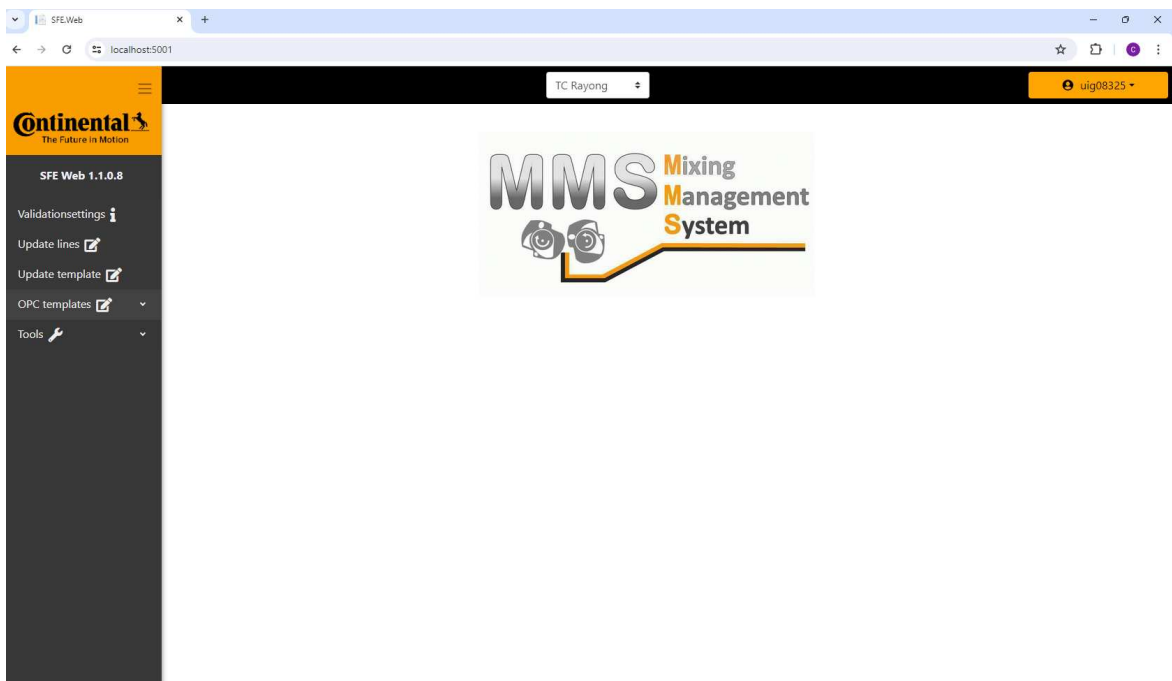 SFE.Web
localhost:5001
C
TC Rayong
uig08325
Continental
The Future in Motion
SFE Web 1.1.0.8
Validationsettings
Update lines
Update template
OPC templates
Tools
MMS
Mixing
Management
System